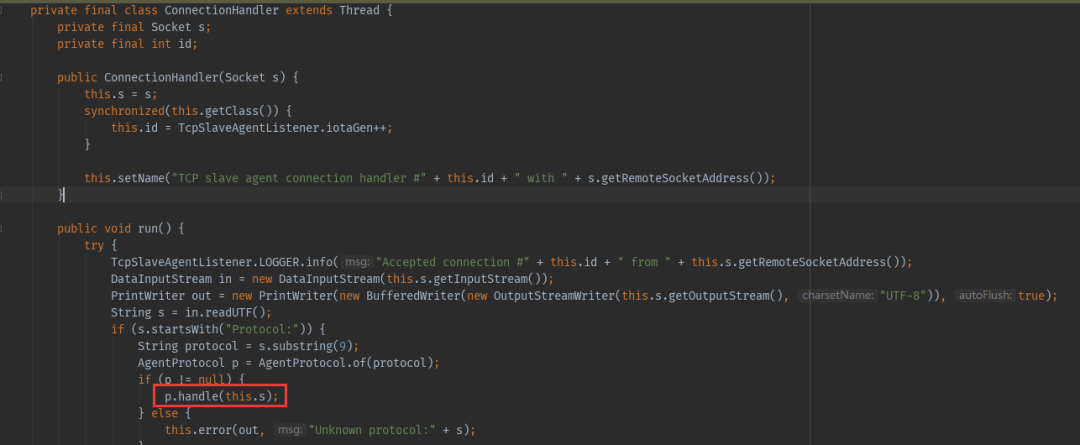 private final class ConnectionHandler extends Thread {
private final Socket s;
private final int id;
public ConnectionHandler(Socket s) {
this.s = s;
synchronized(this.getClass()) {
this.id = TcpSlaveAgentListener.iotaGen++;
}
this.setName("TCP slave agent connection handler #" + this.id + " with " + s.getRemoteSocketAddress());
}
public void run() {
try {
TcpSlaveAgentListener.LOGGER.info( msg: "Accepted connection #" + this.id + " from " + this.s.getRemoteSocketAddress());
DataInputStream in = new DataInputStream(this.s.getInputStream());
PrintWriter out = new PrintWriter(new BufferedWriter(new OutputStreamWriter(this.s.getOutputStream(), charsetName: "UTF-8")), autoFlush: true);
String s = in.readUTF();
if (s.startsWith("Protocol:")) {
String protocol = s.substring(9);
AgentProtocol p = AgentProtocol.of(protocol);
if (p != null) {
p.handle(this.s);
} else {
this.error(out, msg: "Unknown protocol:" + s);
}